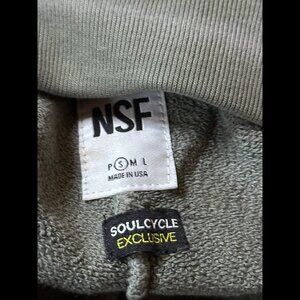 NSF
P S M L
MADE IN USA
SOULCYCLE
EXCLUSIVE